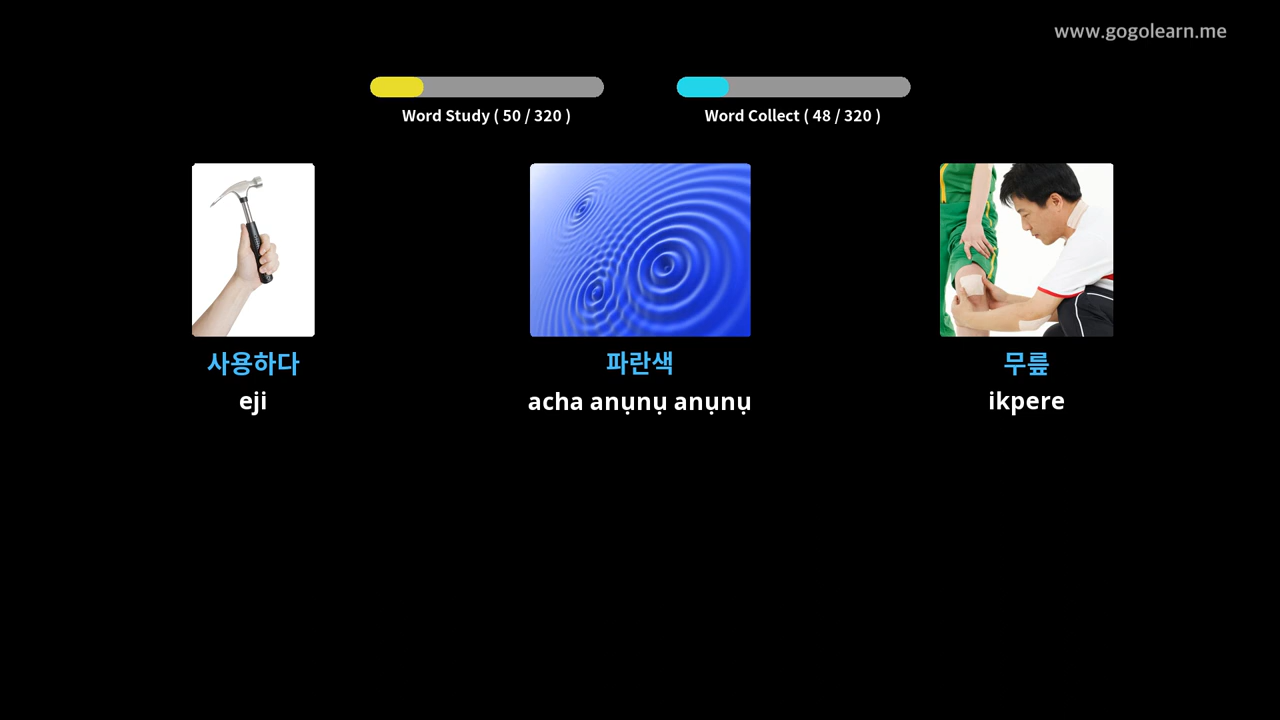 www.gogolearn.me
Word Study ( 50 / 320 )
Word Collect ( 48 / 320 )
사용하다
파란색
무릎
eji
acha anụnụ anụnụ
ikpere